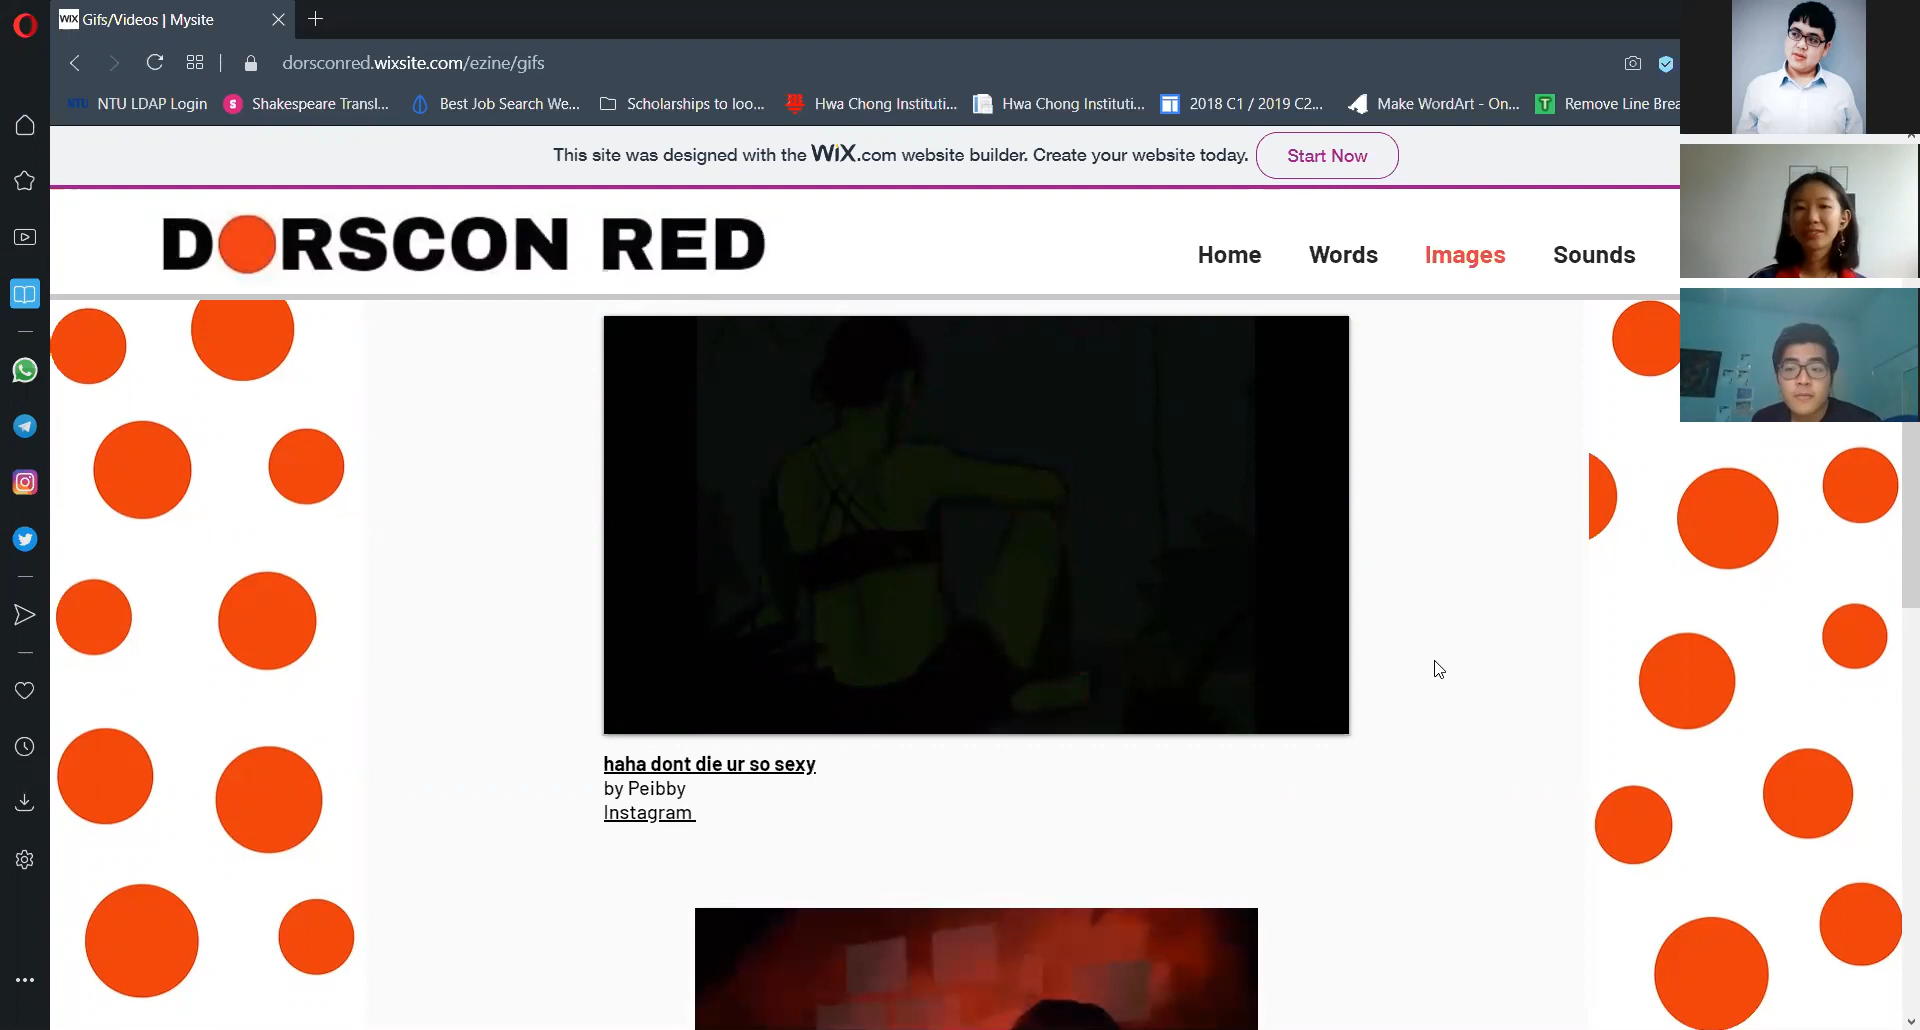 WiX Gifs/Videos | Mysite
dorsconred.wixsite.com/ezine/gifs
NTU NTU LDAP Login S Shakespeare Transl... Best Job Search We... Scholarships to loo... Hwa Chong Instituti... Hwa Chong Instituti... 2018 C1 / 2019 C2... Make WordArt - On... T Remove Line Brea
This site was designed with the WiX.com website builder. Create your website today. Start Now
DORSCON RED
Home Words Images Sounds
haha dont die ur so sexy
by Peibby
Instagram